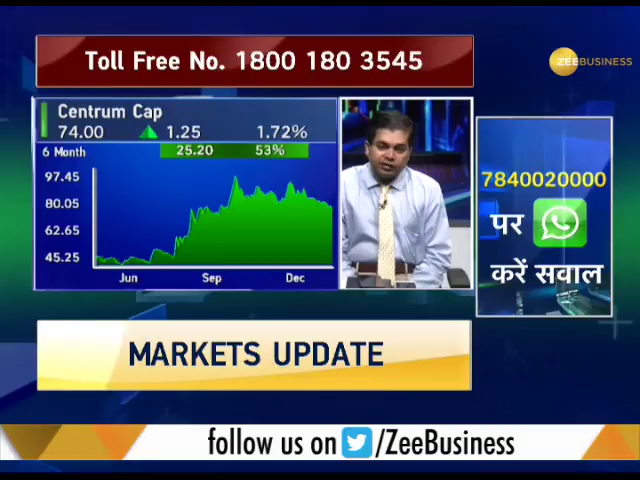 Toll Free No. 1800 180 3545
ZEEBUSINESS
Centrum Cap
74.00 1.25 1.72%
6 Month 25.20 53%
97.45
80.05
62.65
45.25
Jun Sep Dec
7840020000
पर
करें सवाल
MARKETS UPDATE
follow us on /ZeeBusiness